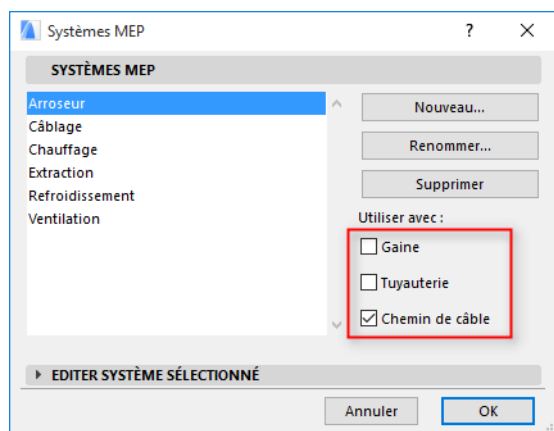 Systèmes MEP
?
SYSTÈMES MEP
Arroseur
Câblage
Chauffage
Extraction
Refroidissement
Ventilation
Nouveau...
Renommer...
Supprimer
Utiliser avec :
Gaine
Tuyauterie
Chemin de câble
EDITER SYSTÈME SÉLECTIONNÉ
Annuler
OK